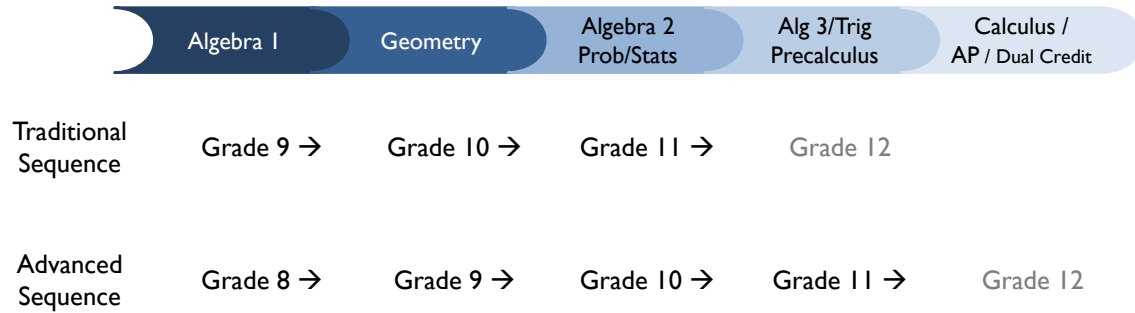 Algebra 1
Geometry
Algebra 2
Prob/Stats
Alg 3/Trig
Precalculus
Calculus /
AP / Dual Credit
Traditional
Sequence
Grade 9 →
Grade 10 →
Grade 11 →
Grade 12
Advanced
Sequence
Grade 8 →
Grade 9 →
Grade 10 →
Grade 11 →
Grade 12